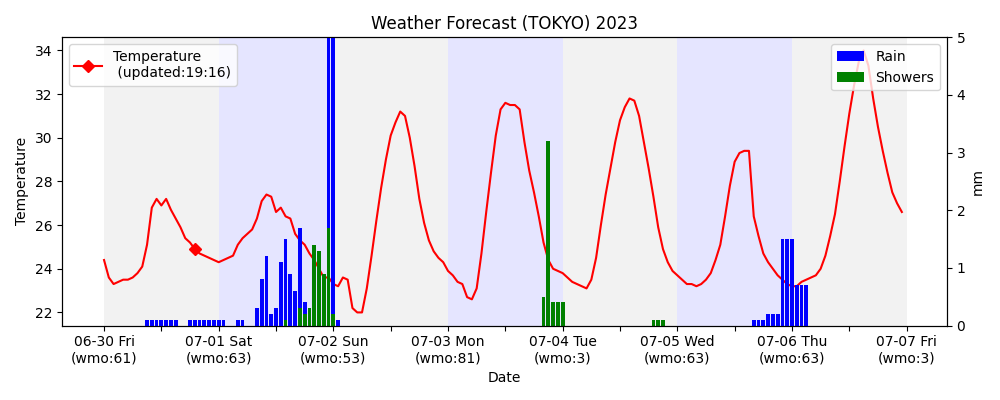 Weather Forecast (TOKYO) 2023
Temperature
(updated:19:16)
Rain
Showers
34
32
30
28
26
24
22
Temperature
5
4
3
2
1
0
mm
06-30 Fri
(wmo:61)
07-01 Sat
(wmo:63)
07-02 Sun
(wmo:53)
07-03 Mon
(wmo:81)
07-04 Tue
(wmo:3)
07-05 Wed
(wmo:63)
07-06 Thu
(wmo:63)
07-07 Fri
(wmo:3)
Date